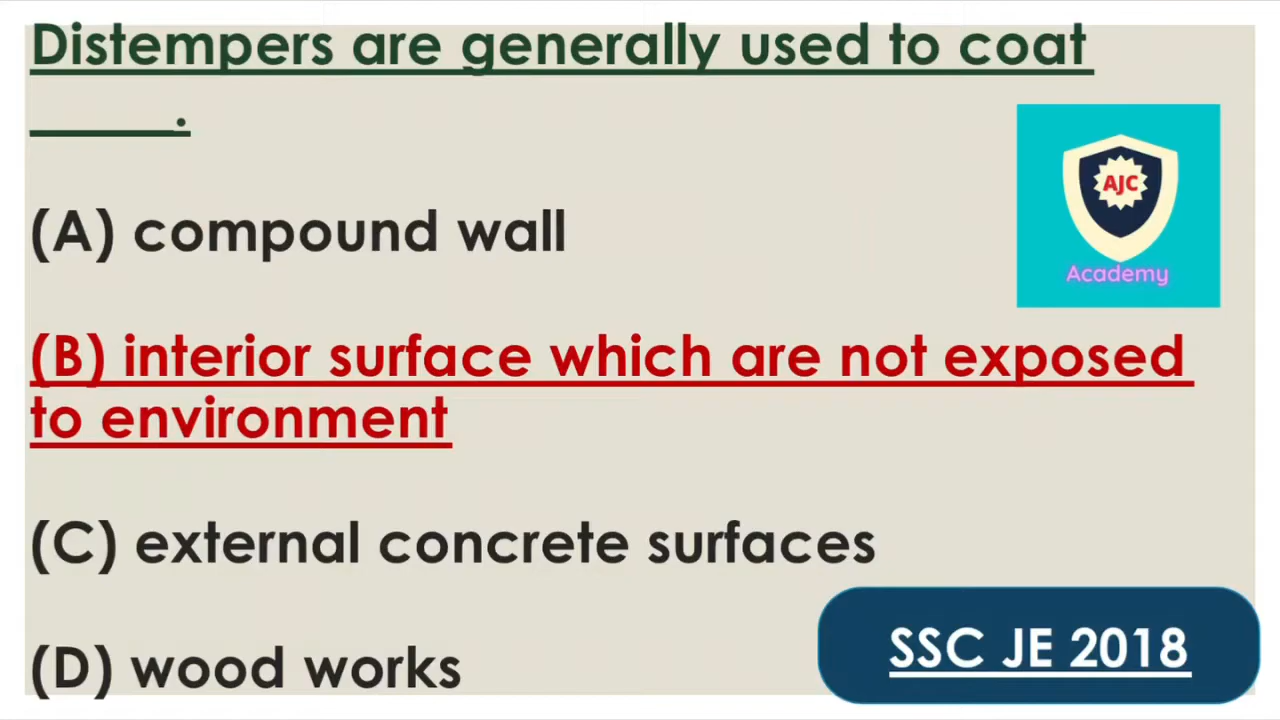 Distempers are generally used to coat
_____.
(A) compound wall
AJC
Academy
(B) interior surface which are not exposed
to environment
(C) external concrete surfaces
(D) wood works
SSC JE 2018